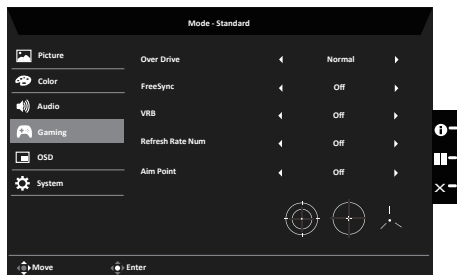 Mode - Standard
Picture
Color
Audio
Gaming
OSD
System
Over Drive Normal
FreeSync Off
VRB Off
Refresh Rate Num Off
Aim Point Off
Move Enter